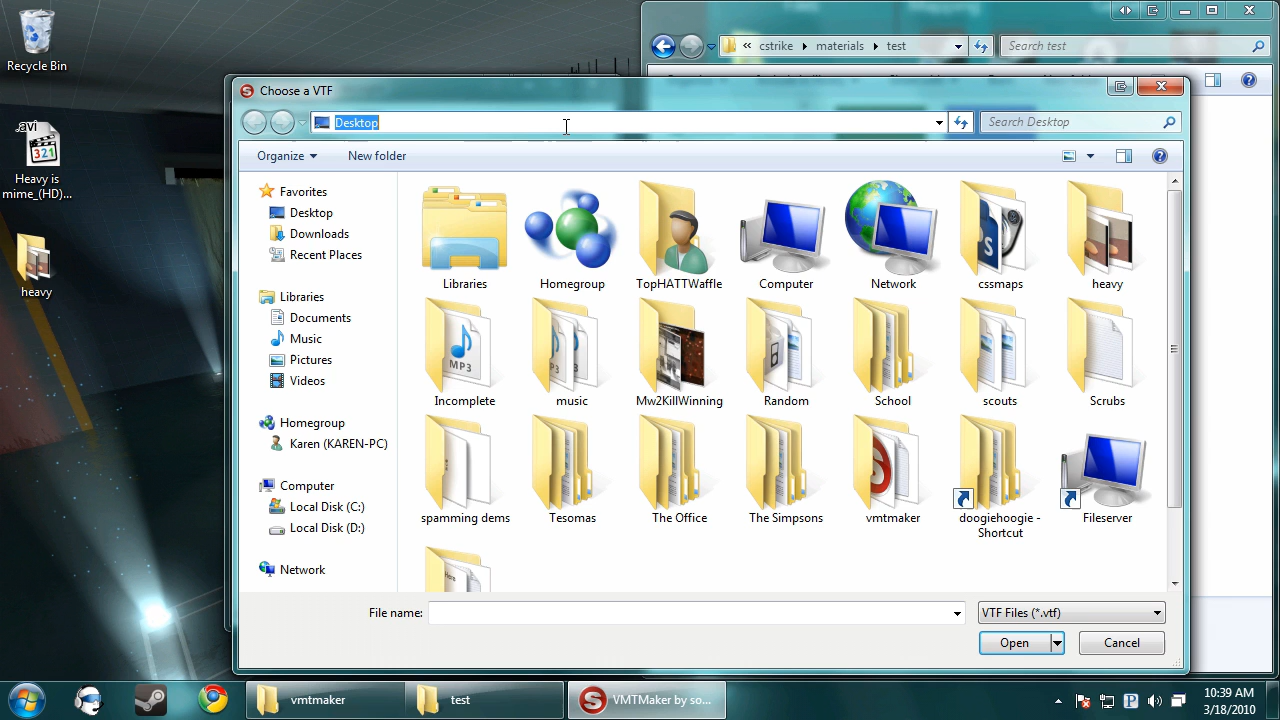 Recycle Bin
.avi
321
Heavy is
mime_(HD)...
heavy
« cstrike ▸ materials ▸ test
Search test
Choose a VTF
Desktop
Search Desktop
Organize
New folder
Favorites
Desktop
Downloads
Recent Places
Libraries
Documents
Music
Pictures
Videos
Homegroup
Karen (KAREN-PC)
Computer
Local Disk (C:)
Local Disk (D:)
Network
Libraries
Homegroup
TopHATTWaffle
Computer
Network
cssmaps
heavy
MP3
Incomplete
music
Mw2KillWinning
Random
School
scouts
Scrubs
spamming dems
Tesomas
The Office
The Simpsons
vmtmaker
doogiehoogie -
Shortcut
Fileserver
File name:
VTF Files (*.vtf)
Open
Cancel
vmtmaker
test
VMTMaker by so...
10:39 AM
3/18/2010